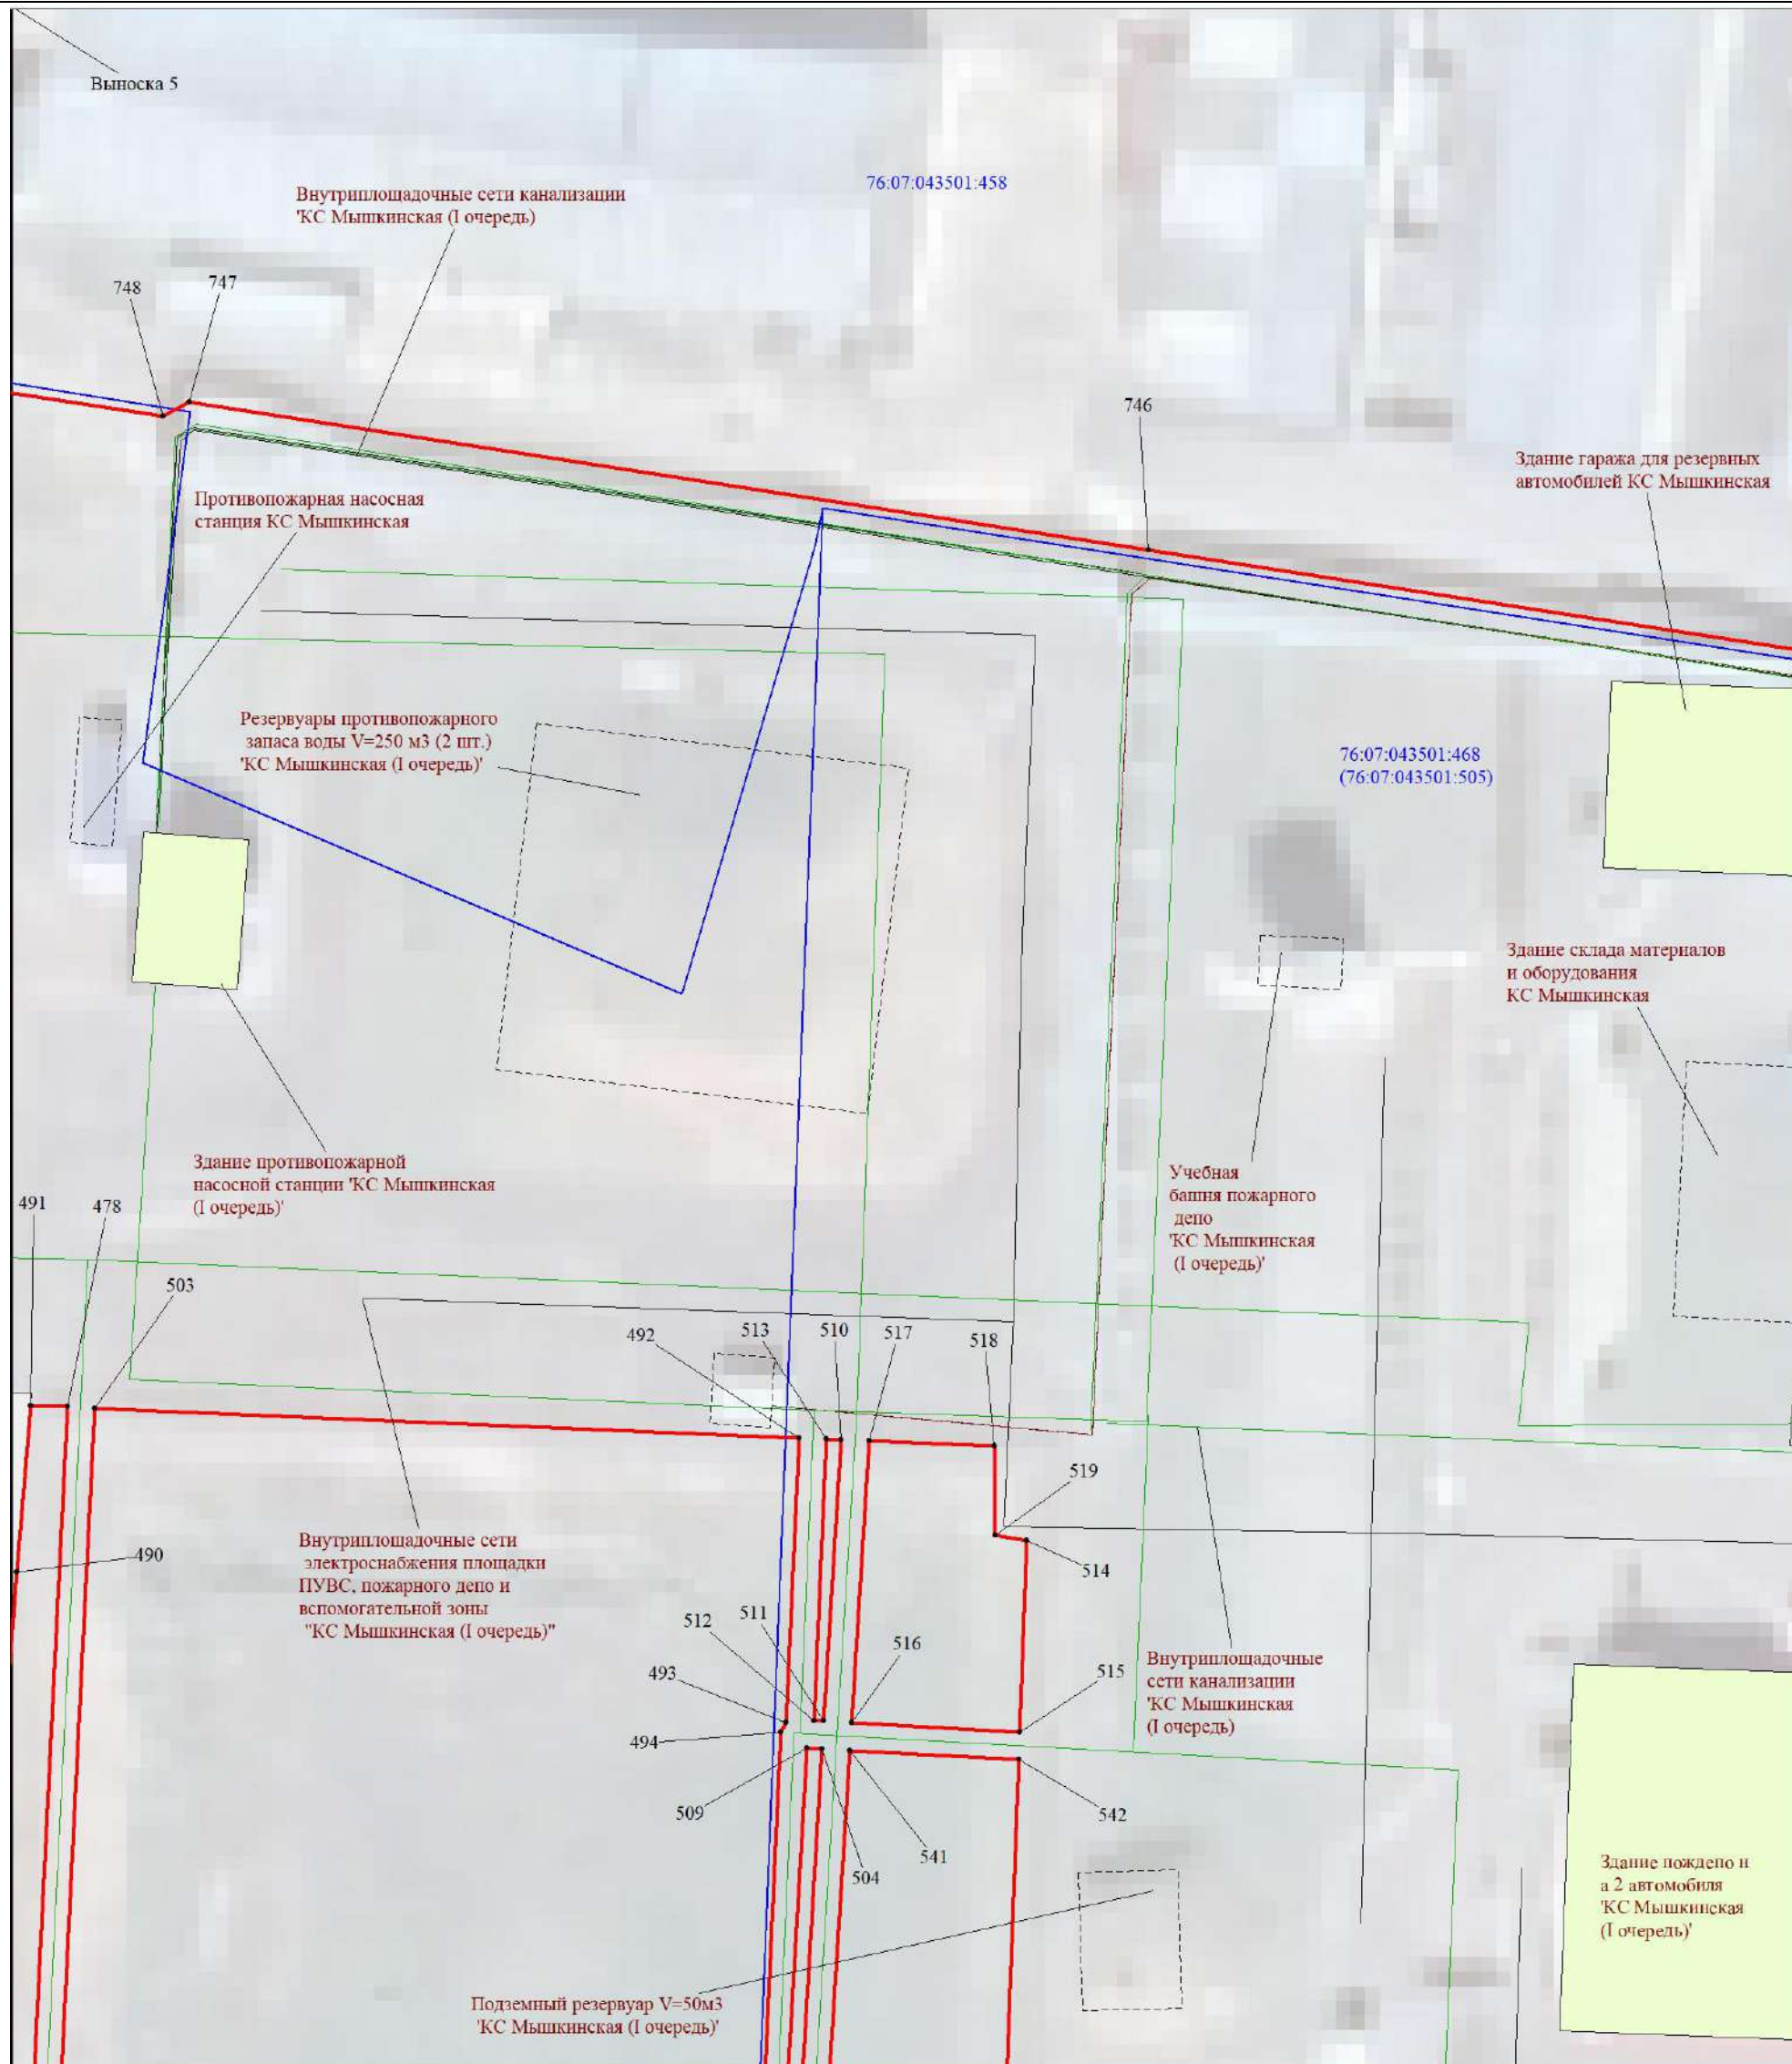 Выноска 5
76:07:043501:458
Внутриплощадочные сети канализации
'КС Мышкинская (I очередь)
748
747
746
Здание гаража для резервных
автомобилей КС Мышкинская
Противопожарная насосная
станция КС Мышкинская
Резервуары противопожарного
запаса воды V=250 м3 (2 шт.)
'КС Мышкинская (I очередь)'
76:07:043501:468
(76:07:043501:505)
Здание склада материалов
и оборудования
КС Мышкинская
Здание противопожарной
насосной станции 'КС Мышкинская
(I очередь)'
Учебная
башня пожарного
депо
'КС Мышкинская
(I очередь)'
491
478
503
492
513
510
517
518
519
490
514
Внутриплощадочные сети
электроснабжения площадки
ПУВС, пожарного депо и
вспомогательной зоны
"КС Мышкинская (I очередь)"
512
511
516
493
515
Внутриплощадочные
сети канализации
'КС Мышкинская
(I очередь)
494
509
542
541
504
Здание пождепо н
а 2 автомобиля
'КС Мышкинская
(I очередь)'
Подземный резервуар V=50м3
'КС Мышкинская (I очередь)'